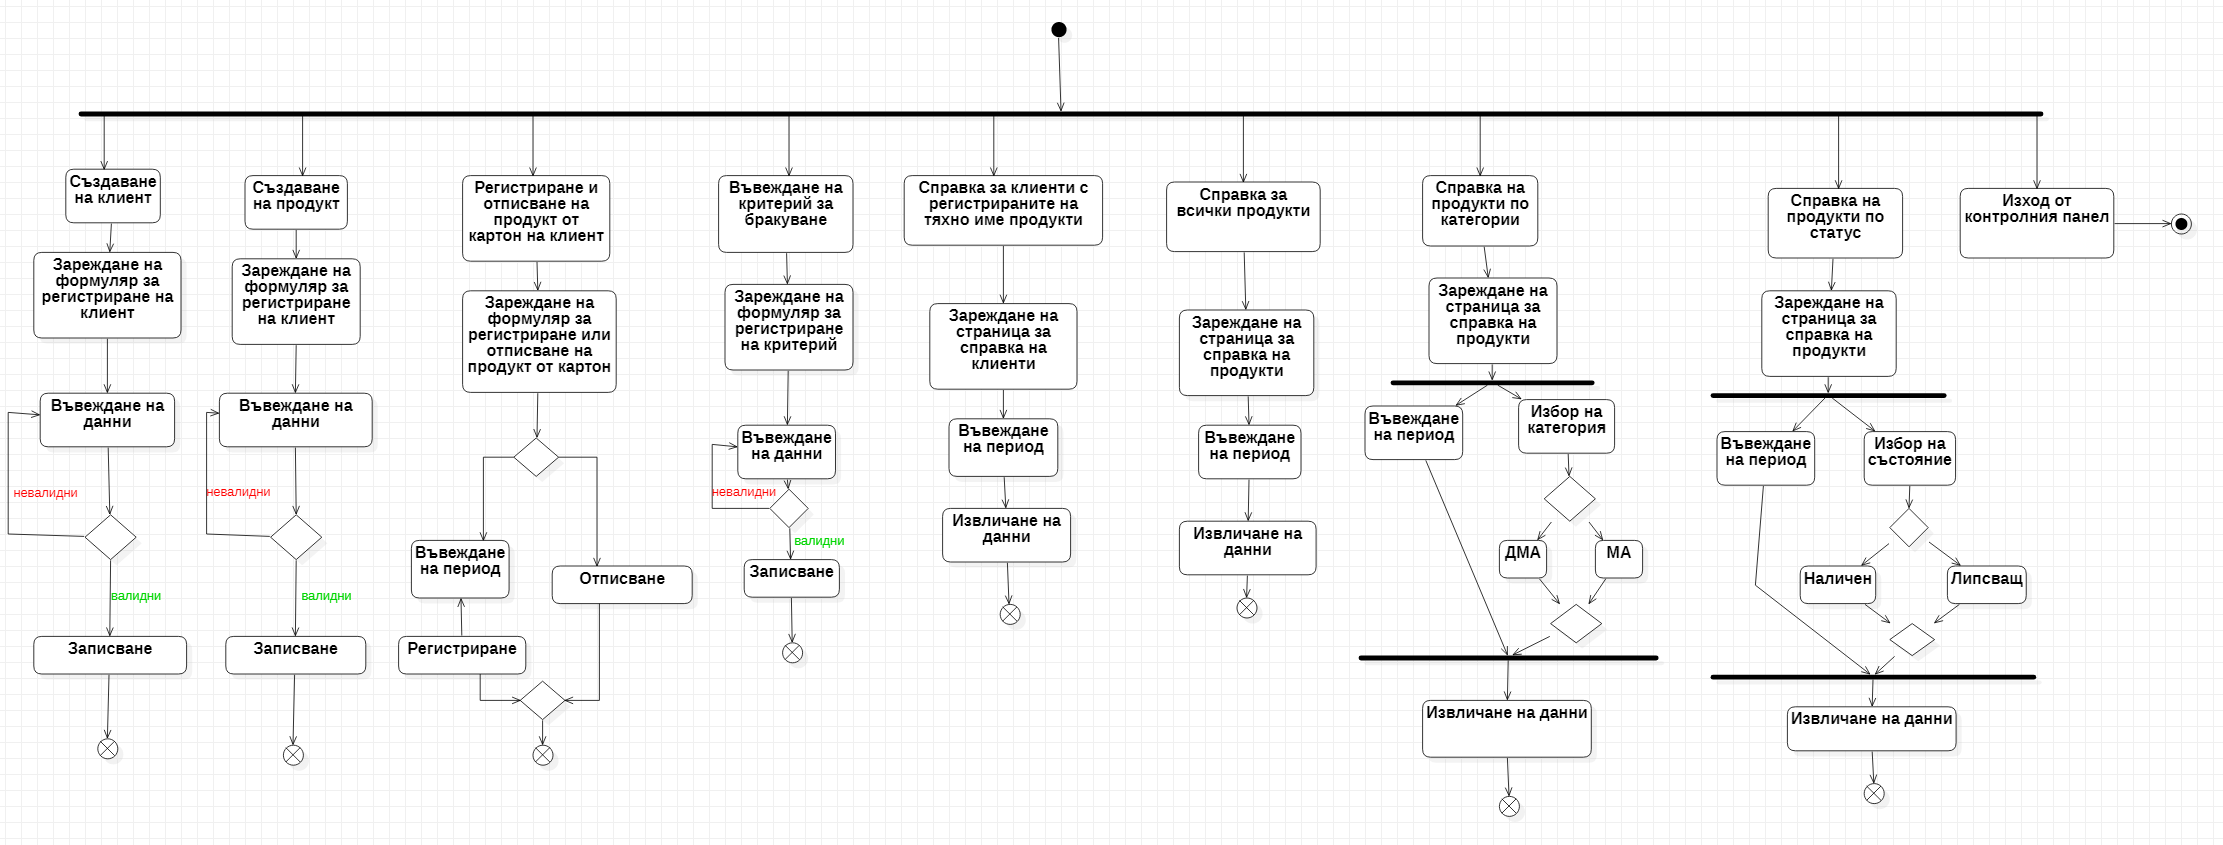 Създаване
на клиент
Зареждане на
формуляр за
регистриране на
клиент
Въвеждане на
данни
невалидни
валидни
Записване
Създаване
на продукт
Зареждане на
формуляр за
регистриране
на клиент
Въвеждане на
данни
невалидни
валидни
Записване
Регистриране и
отписване на
продукт от
картон на клиент
Зареждане на
формуляр за
регистриране или
отписване на
продукт от картон
Въвеждане
на период
Отписване
Регистриране
Въвеждане на
критерий за
бракуване
Зареждане на
формуляр за
регистриране
на критерий
Въвеждане
на данни
невалидни
валидни
Записване
Справка за клиенти с
регистрираните на
тяхно име продукти
Зареждане на
страница за
справка на
клиенти
Въвеждане
на период
Извличане на
данни
Справка за
всички продукти
Зареждане на
страница за
справка на
продукти
Въвеждане
на период
Извличане на
данни
Справка на
продукти по
категории
Зареждане на
страница за
справка на
продукти
Въвеждане
на период
Избор на
категория
ДМА
МА
Извличане на данни
Справка на
продукти по
статус
Зареждане на
страница за
справка на
продукти
Въвеждане
на период
Избор на
състояние
Наличен
Липсващ
Извличане на данни
Изход от
контролния панел